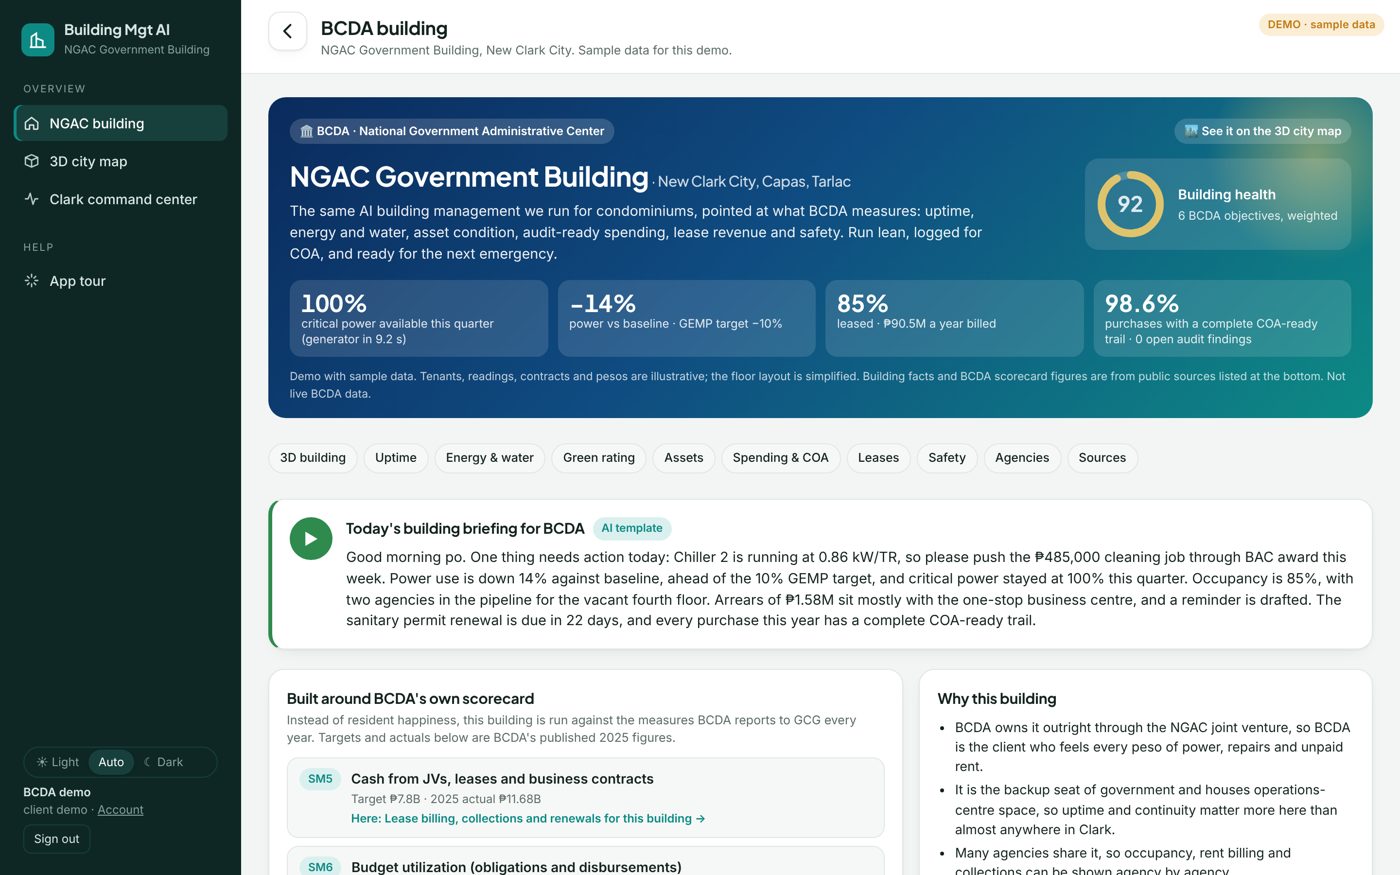 Building Mgt AI
NGAC Government Building
OVERVIEW
NGAC building
3D city map
Clark command center
HELP
App tour
Light
Auto
Dark
BCDA demo
client demo · Account
Sign out
BCDA building
NGAC Government Building, New Clark City. Sample data for this demo.
DEMO · sample data
BCDA · National Government Administrative Center
See it on the 3D city map
NGAC Government Building · New Clark City, Capas, Tarlac
The same AI building management we run for condominiums, pointed at what BCDA measures: uptime,
energy and water, asset condition, audit-ready spending, lease revenue and safety. Run lean, logged for
COA, and ready for the next emergency.
92
Building health
6 BCDA objectives, weighted
100%
critical power available this quarter
(generator in 9.2 s)
−14%
power vs baseline · GEMP target −10%
85%
leased · ₱90.5M a year billed
98.6%
purchases with a complete COA-ready
trail · 0 open audit findings
Demo with sample data. Tenants, readings, contracts and pesos are illustrative; the floor layout is simplified. Building facts and BCDA scorecard figures are from public sources listed at the bottom. Not
live BCDA data.
3D building
Uptime
Energy & water
Green rating
Assets
Spending & COA
Leases
Safety
Agencies
Sources
Today's building briefing for BCDA
AI template
Good morning po. One thing needs action today: Chiller 2 is running at 0.86 kW/TR, so please push the ₱485,000 cleaning job through BAC award this
week. Power use is down 14% against baseline, ahead of the 10% GEMP target, and critical power stayed at 100% this quarter. Occupancy is 85%, with
two agencies in the pipeline for the vacant fourth floor. Arrears of ₱1.58M sit mostly with the one-stop business centre, and a reminder is drafted. The
sanitary permit renewal is due in 22 days, and every purchase this year has a complete COA-ready trail.
Built around BCDA's own scorecard
Instead of resident happiness, this building is run against the measures BCDA reports to GCG every
year. Targets and actuals below are BCDA's published 2025 figures.
SM5
Cash from JVs, leases and business contracts
Target ₱7.8B · 2025 actual ₱11.68B
Here: Lease billing, collections and renewals for this building →
SM6
Budget utilization (obligations and disbursements)
Why this building
• BCDA owns it outright through the NGAC joint venture, so BCDA
is the client who feels every peso of power, repairs and unpaid
rent.
• It is the backup seat of government and houses operations-
centre space, so uptime and continuity matter more here than
almost anywhere in Clark.
• Many agencies share it, so occupancy, rent billing and
collections can be shown agency by agency.